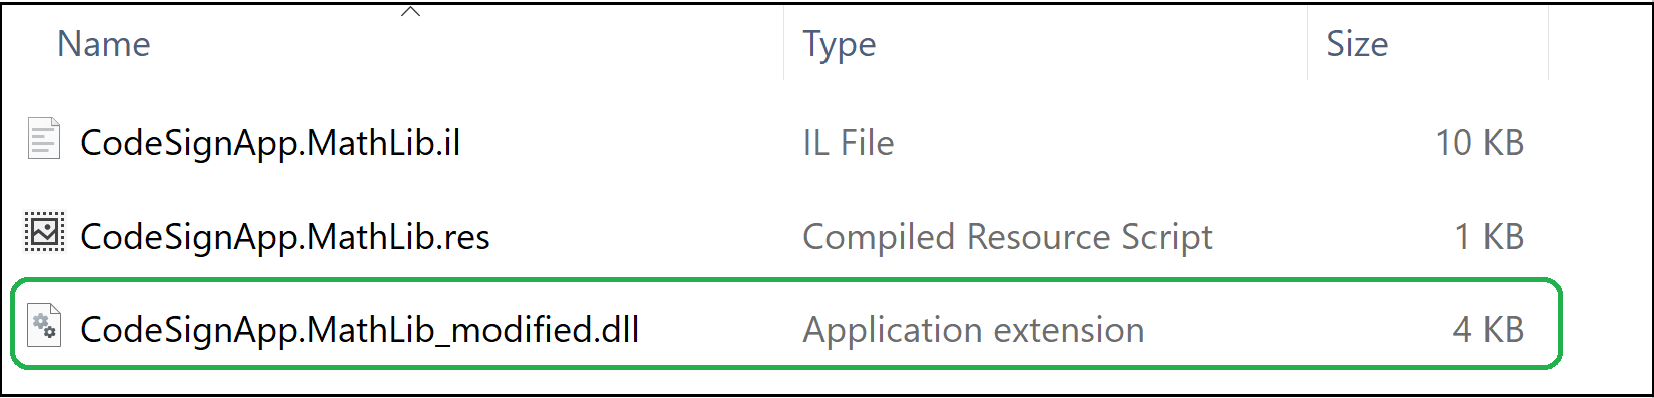 Name Type Size
CodeSignApp.MathLib.il IL File 10 KB
CodeSignApp.MathLib.res Compiled Resource Script 1 KB
CodeSignApp.MathLib_modified.dll Application extension 4 KB